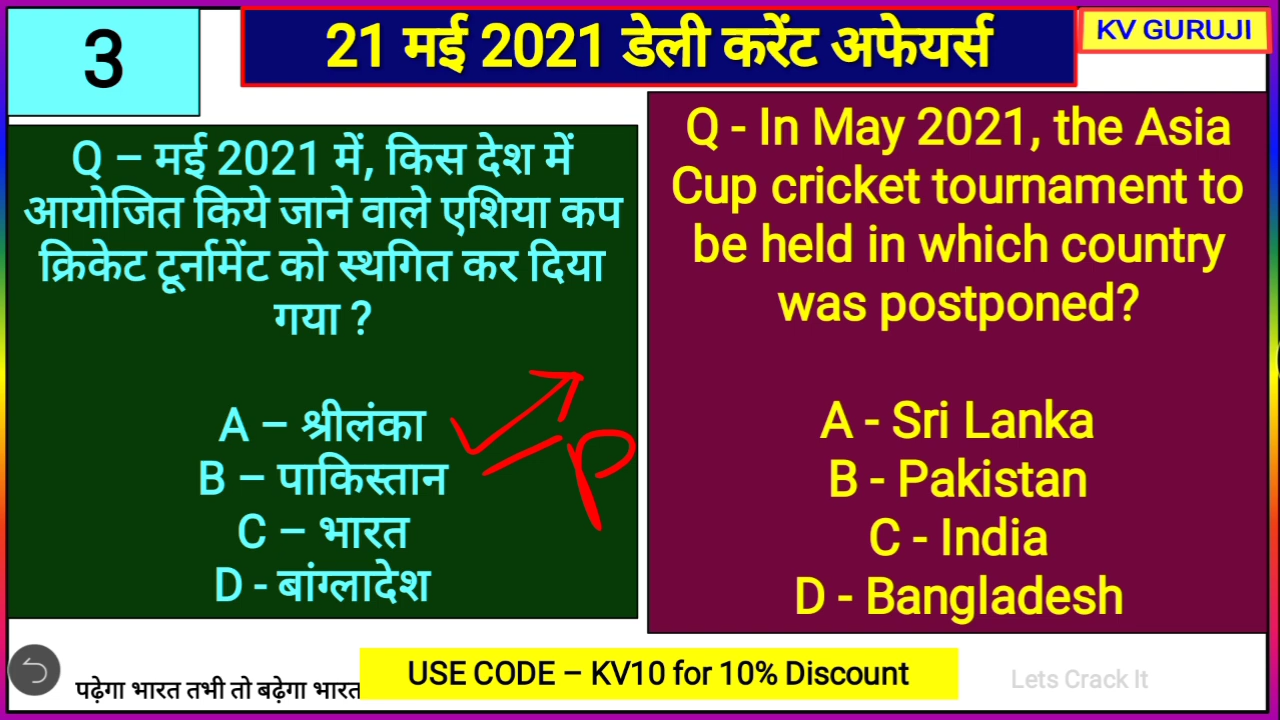 3
21 मई 2021 डेली करेंट अफेयर्स
KV GURUJI
Q – मई 2021 में, किस देश में
आयोजित किये जाने वाले एशिया कप
क्रिकेट टूर्नामेंट को स्थगित कर दिया
गया ?
A – श्रीलंका
B – पाकिस्तान
C – भारत
D - बांग्लादेश
P
Q - In May 2021, the Asia
Cup cricket tournament to
be held in which country
was postponed?
A - Sri Lanka
B - Pakistan
C - India
D - Bangladesh
पढ़ेगा भारत तभी तो बढ़ेगा भारत
USE CODE – KV10 for 10% Discount
Lets Crack It